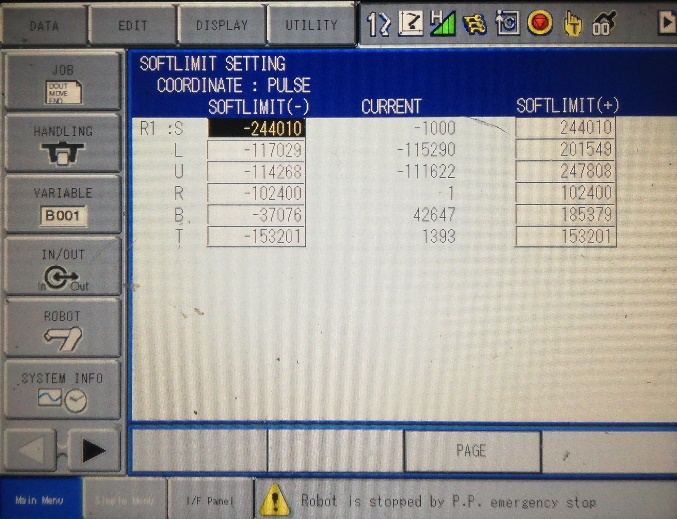 DATA EDIT DISPLAY UTILITY
JOB
DOUT
MOVE
END
HANDLING
VARIABLE
B001
IN/OUT
In Out
ROBOT
SYSTEM INFO
SOFTLIMIT SETTING
COORDINATE : PULSE
SOFTLIMIT(-) CURRENT SOFTLIMIT(+)
R1 :S -244010 -1000 244010
L -117029 -115290 201549
U -114268 -111622 247808
R -102400 1 102400
B -37076 42647 185379
T -153201 1393 153201
PAGE
Main Menu Simple Menu I/F Panel Robot is stopped by P.P. emergency stop